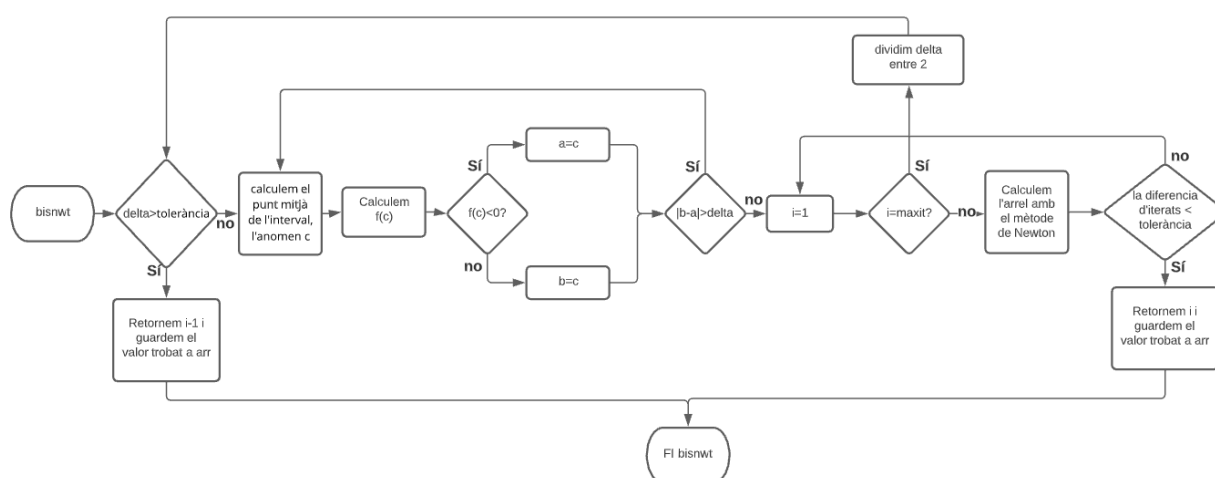 dividim delta
entre 2
bisnwt
delta>tolerància
no
Sí
Retornem i-1 i
guardem el
valor trobat a arr
calculem el
punt mitjà
de l'interval,
l'anomen c
Calculem
f(c)
f(c)<0?
Sí
no
a=c
b=c
|b-a|>delta
Sí
no
i=1
i=maxit?
Sí
no
Calculem
l'arrel amb
el mètode
de Newton
la diferencia
d'iterats <
tolerància
no
Sí
Retornem i i
guardem el
valor trobat a arr
FI bisnwt